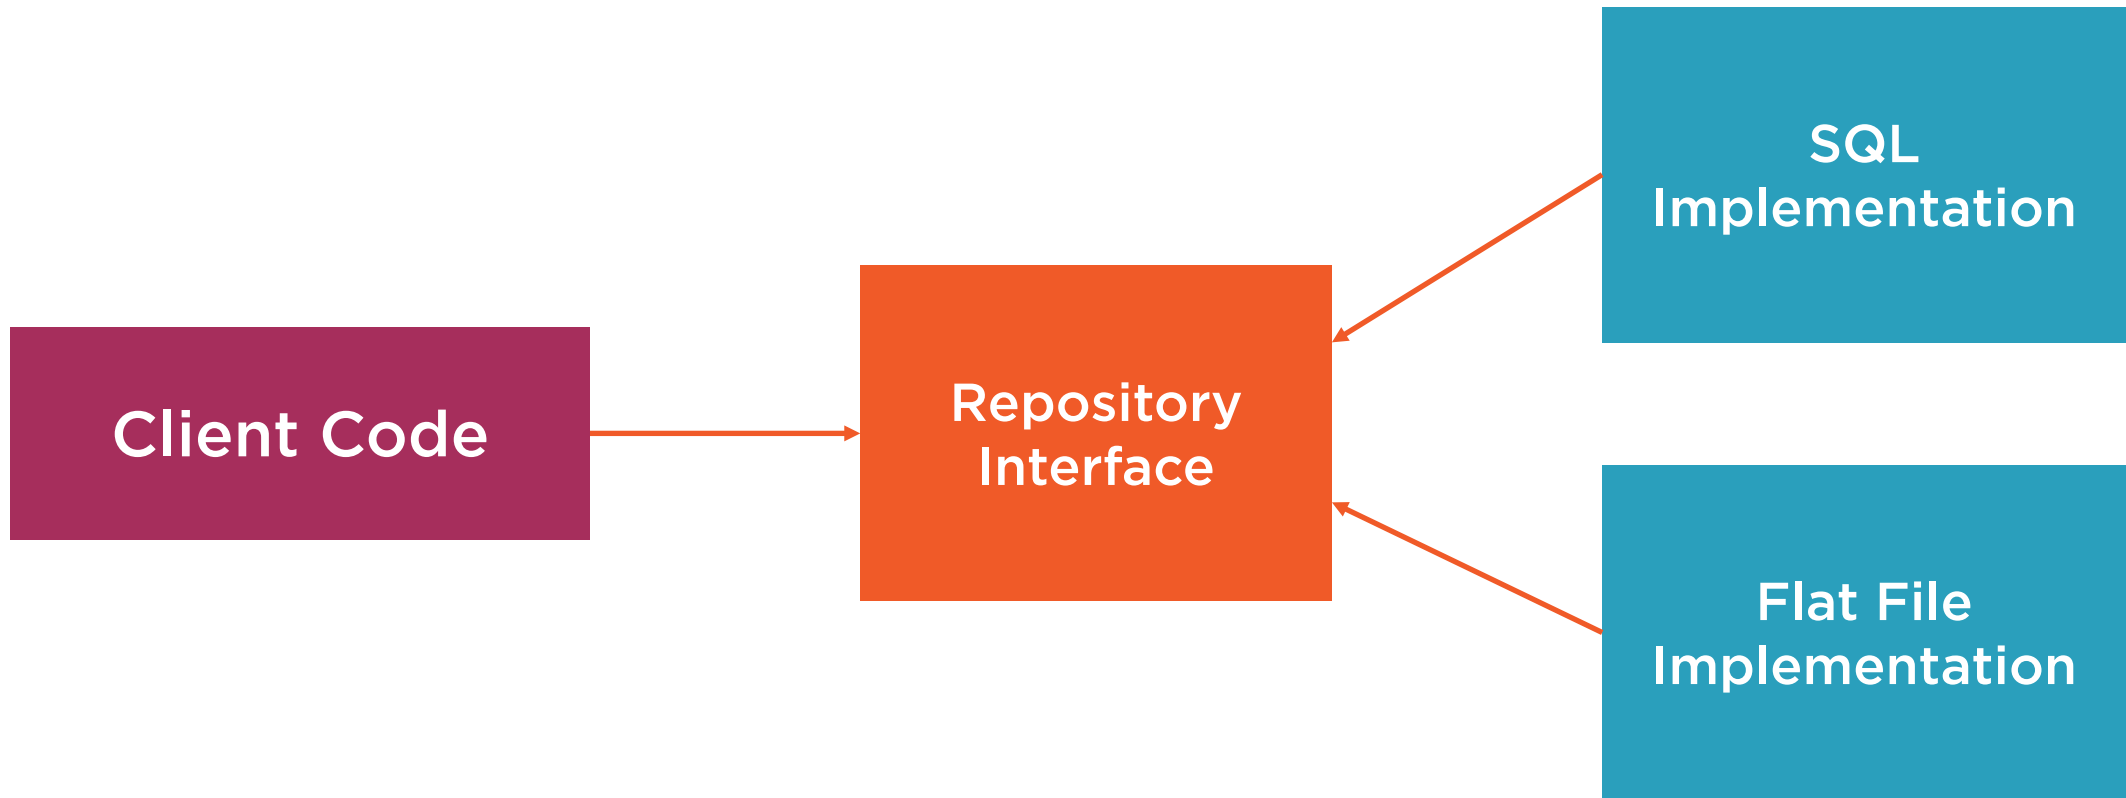 Client Code
Repository
Interface
SQL
Implementation
Flat File
Implementation